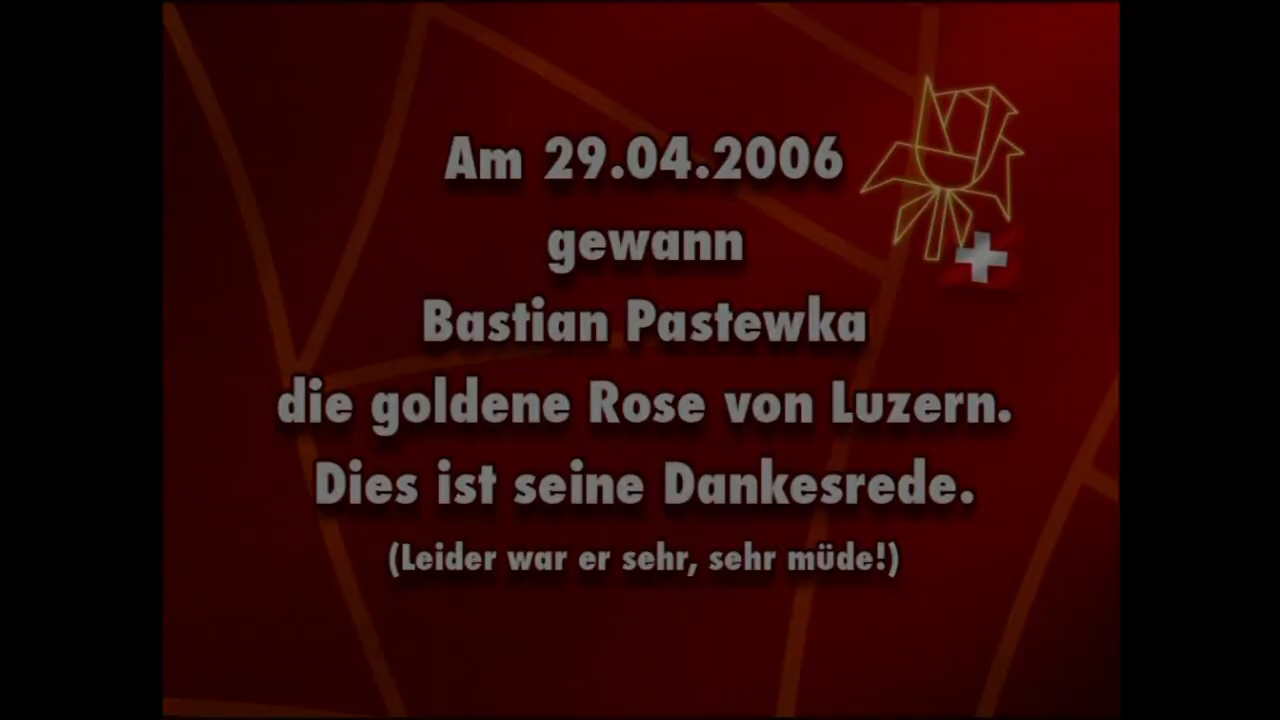 Am 29.04.2006
gewann
Bastian Pastewka
die goldene Rose von Luzern.
Dies ist seine Dankesrede.
(Leider war er sehr, sehr müde!)